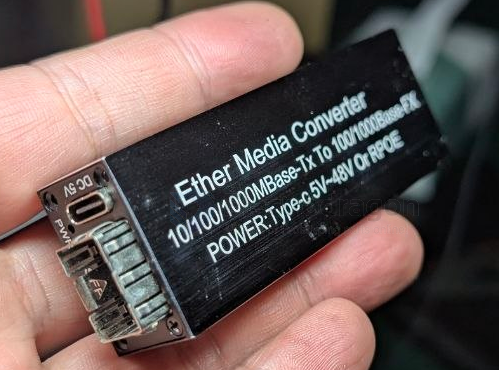 Ether Media Converter
10/100/1000MBase-Tx To 100/1000Base-FX
POWER:Type-c 5V~48V Or RPOE
DC 5V